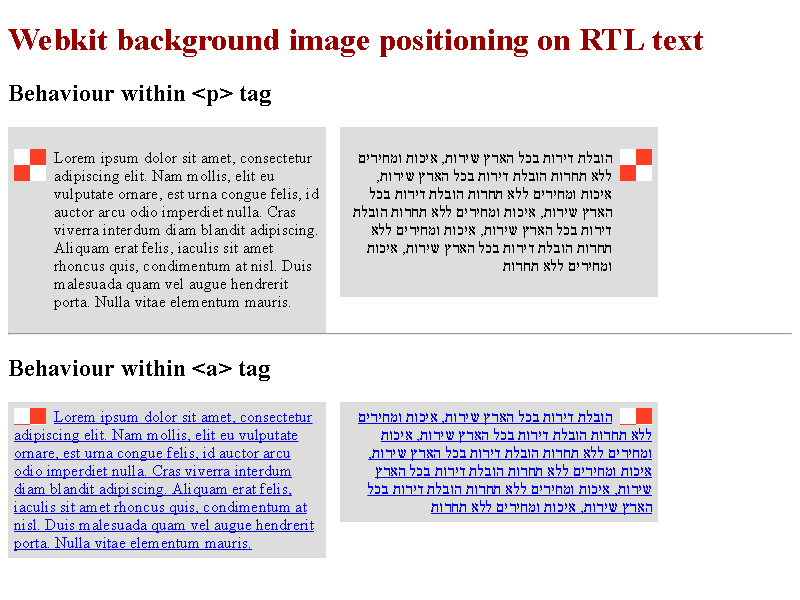 Webkit background image positioning on RTL text
Behaviour within <p> tag
Lorem ipsum dolor sit amet, consectetur
adipiscing elit. Nam mollis, elit eu
vulputate ornare, est urna congue felis, id
auctor arcu odio imperdiet nulla. Cras
viverra interdum diam blandit adipiscing.
Aliquam erat felis, iaculis sit amet
rhoncus quis, condimentum at nisl. Duis
malesuada quam vel augue hendrerit
porta. Nulla vitae elementum mauris.
הובלת דירות בכל הארץ שירות, איכות ומחירים
ללא תחרות הובלת דירות בכל הארץ שירות,
איכות ומחירים ללא תחרות הובלת דירות בכל
הארץ שירות, איכות ומחירים ללא תחרות הובלת
דירות בכל הארץ שירות, איכות ומחירים ללא
תחרות הובלת דירות בכל הארץ שירות, איכות
ומחירים ללא תחרות
Behaviour within <a> tag
Lorem ipsum dolor sit amet, consectetur
adipiscing elit. Nam mollis, elit eu vulputate
ornare, est urna congue felis, id auctor arcu
odio imperdiet nulla. Cras viverra interdum
diam blandit adipiscing. Aliquam erat felis,
iaculis sit amet rhoncus quis, condimentum at
nisl. Duis malesuada quam vel augue hendrerit
porta. Nulla vitae elementum mauris.
הובלת דירות בכל הארץ שירות, איכות ומחירים
ללא תחרות הובלת דירות בכל הארץ שירות, איכות
ומחירים ללא תחרות הובלת דירות בכל הארץ שירות,
איכות ומחירים ללא תחרות הובלת דירות בכל הארץ
שירות, איכות ומחירים ללא תחרות הובלת דירות בכל
הארץ שירות, איכות ומחירים ללא תחרות